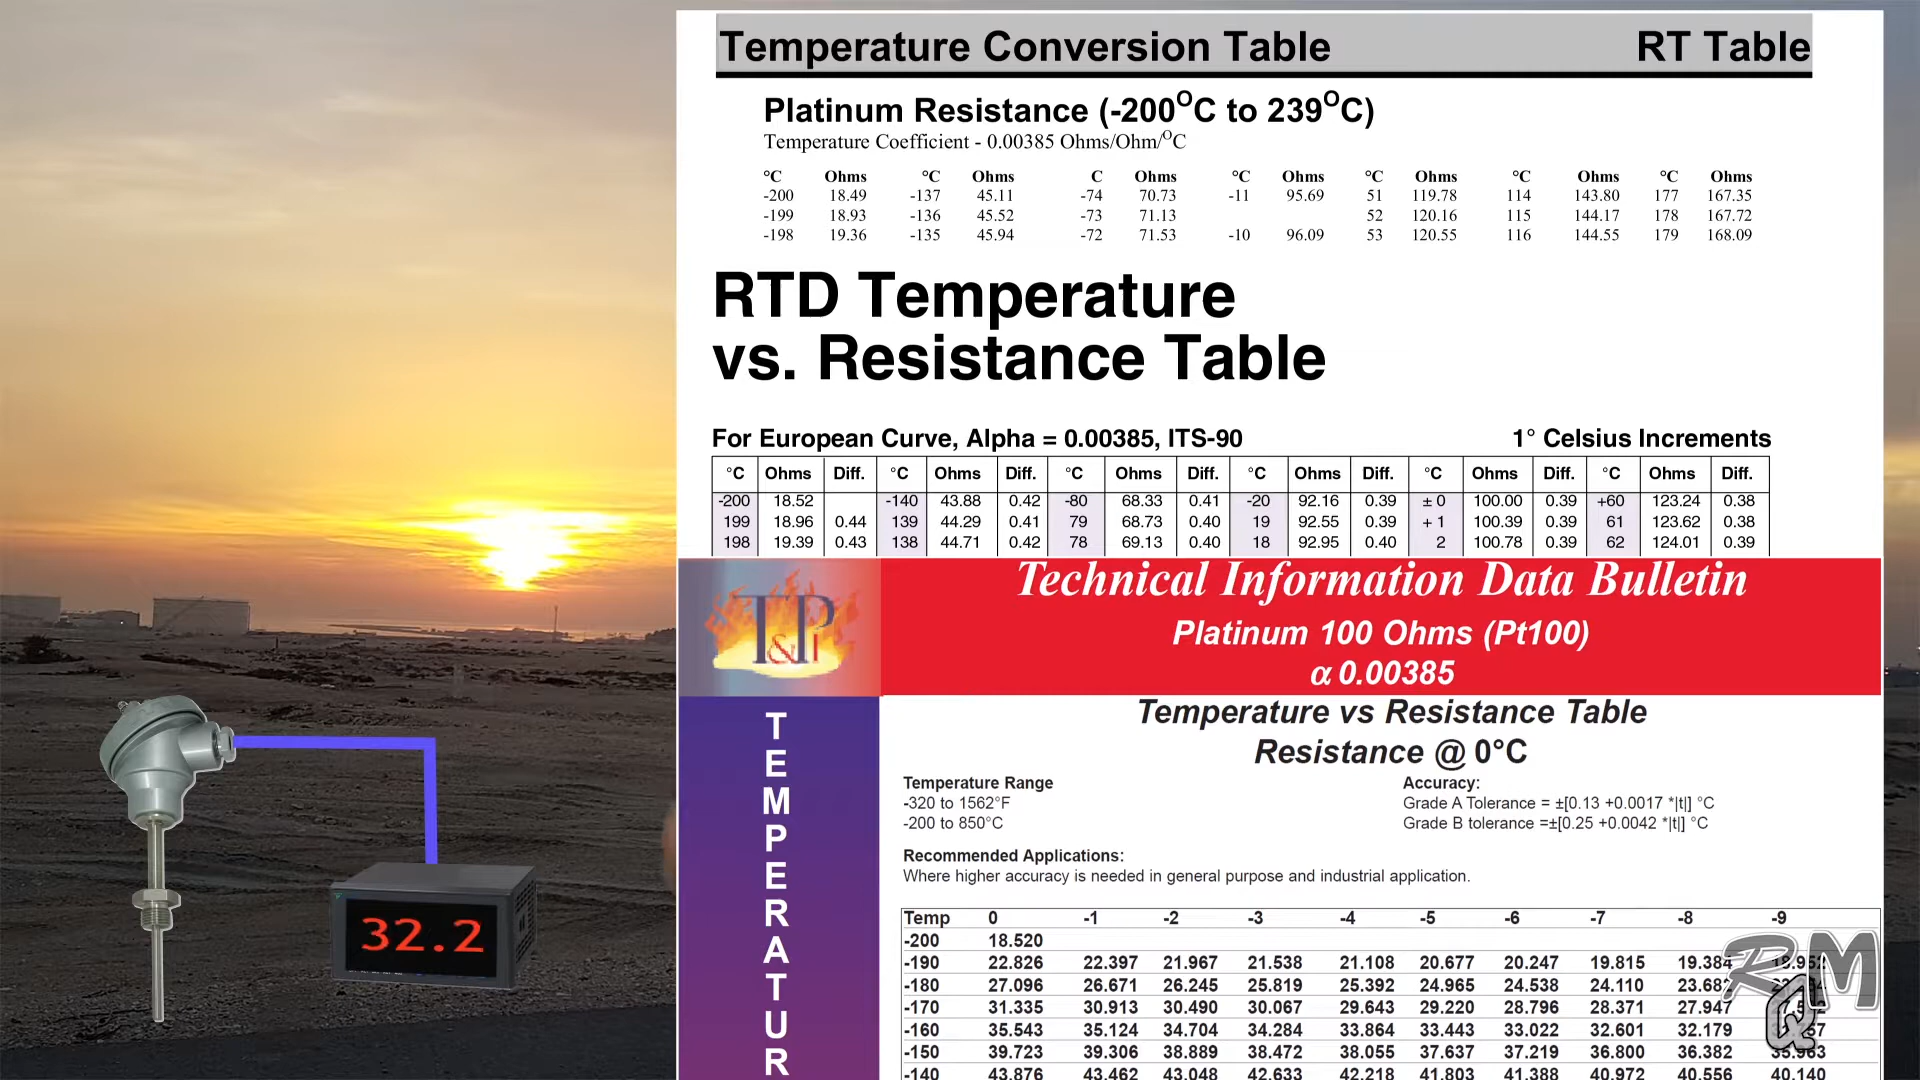 Temperature Conversion Table RT Table
Platinum Resistance (-200°C to 239°C)
Temperature Coefficient - 0.00385 Ohms/Ohm/°C
°C Ohms °C Ohms C Ohms °C Ohms °C Ohms °C Ohms °C Ohms
-200 18.49 -137 45.11 -74 70.73 -11 95.69 51 119.78 114 143.80 177 167.35
-199 18.93 -136 45.52 -73 71.13 52 120.16 115 144.17 178 167.72
-198 19.36 -135 45.94 -72 71.53 -10 96.09 53 120.55 116 144.55 179 168.09
RTD Temperature
vs. Resistance Table
For European Curve, Alpha = 0.00385, ITS-90 1° Celsius Increments
°C Ohms Diff. °C Ohms Diff. °C Ohms Diff. °C Ohms Diff. °C Ohms Diff. °C Ohms Diff.
-200 18.52 -140 43.88 0.42 -80 68.33 0.41 -20 92.16 0.39 ± 0 100.00 0.39 +60 123.24 0.38
199 18.96 0.44 139 44.29 0.41 79 68.73 0.40 19 92.55 0.39 + 1 100.39 0.39 61 123.62 0.38
198 19.39 0.43 138 44.71 0.42 78 69.13 0.40 18 92.95 0.40 2 100.78 0.39 62 124.01 0.39
T&P
Technical Information Data Bulletin
Platinum 100 Ohms (Pt100)
α 0.00385
TEMPERATUR
Temperature vs Resistance Table
Resistance @ 0°C
Temperature Range Accuracy:
-320 to 1562°F Grade A Tolerance = ±[0.13 +0.0017 *|t|] °C
-200 to 850°C Grade B tolerance =±[0.25 +0.0042 *|t|] °C
Recommended Applications:
Where higher accuracy is needed in general purpose and industrial application.
Temp 0 -1 -2 -3 -4 -5 -6 -7 -8 -9
-200 18.520
-190 22.826 22.397 21.967 21.538 21.108 20.677 20.247 19.815 19.384 18.952
-180 27.096 26.671 26.245 25.819 25.392 24.965 24.538 24.110
-170 31.335 30.913 30.490 30.067 29.643 29.220 28.796 28.371 27.947
-160 35.543 35.124 34.704 34.284 33.864 33.443 33.022 32.601 32.179
-150 39.723 39.306 38.889 38.472 38.055 37.637 37.219 36.800 36.382 35.963
-140 43.876 43.462 43.048 42.633 42.218 41.803 41.388 40.972 40.556 40.140
32.2
RQM